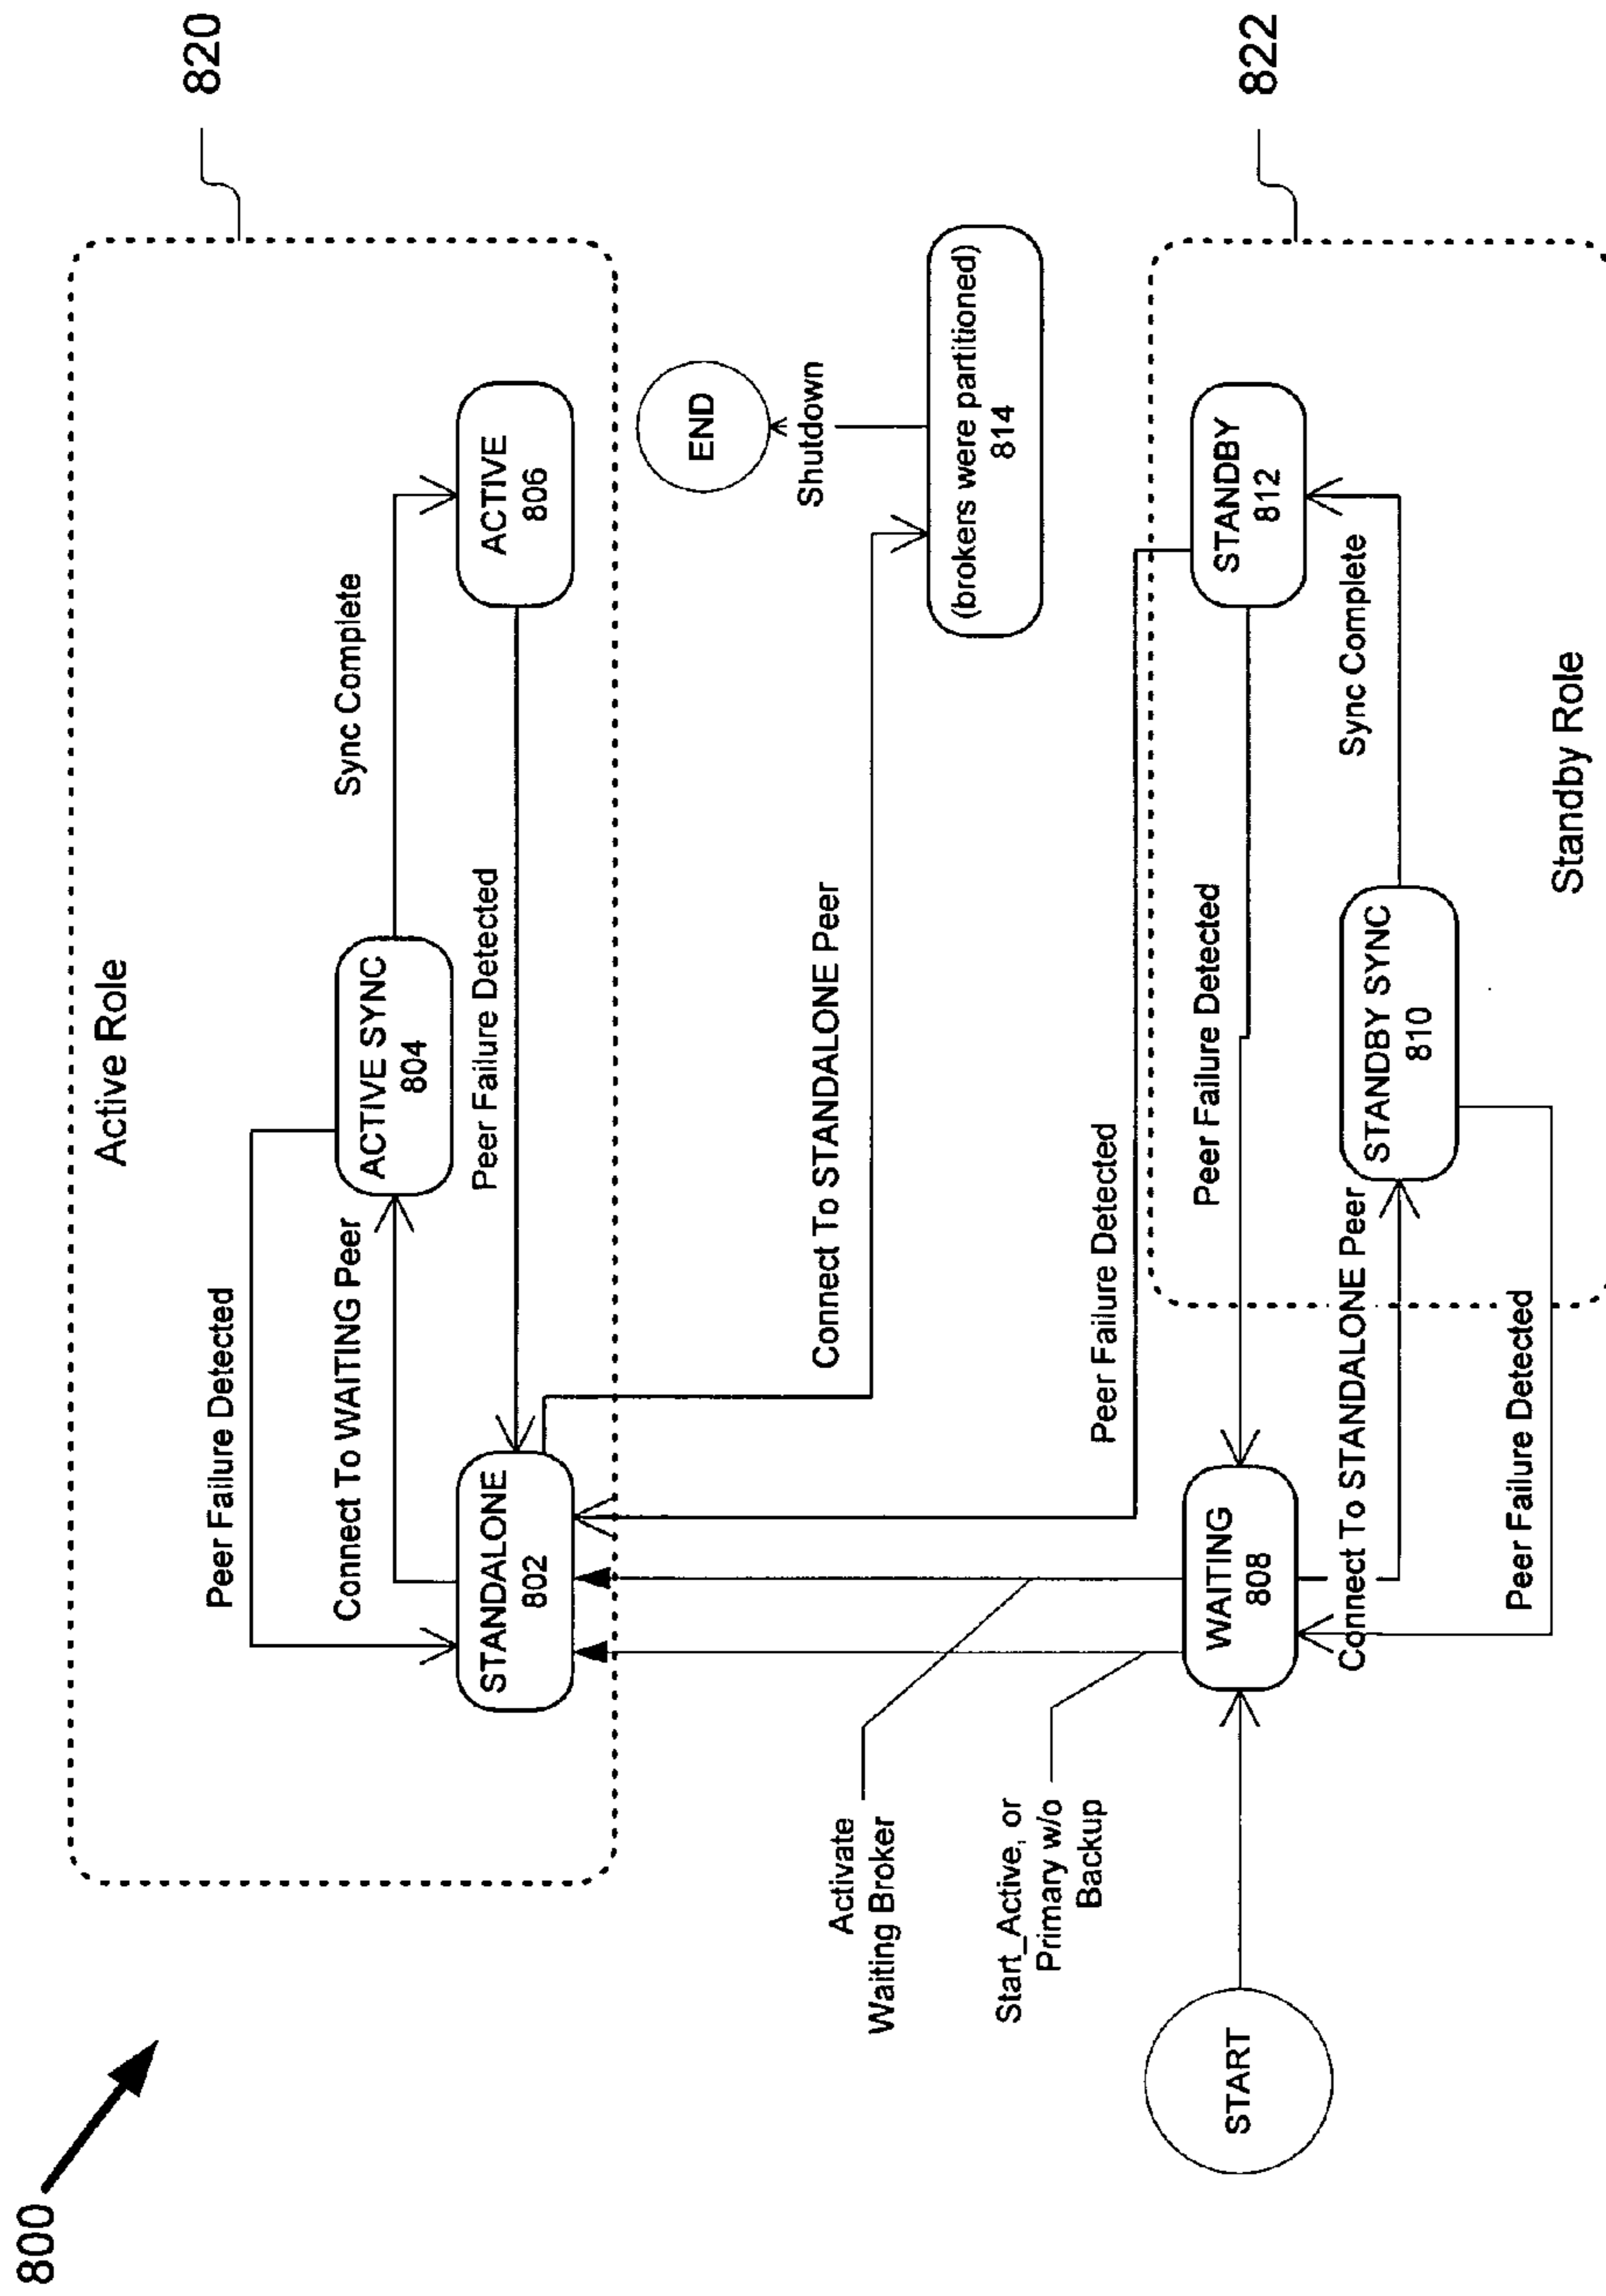 800
820
Active Role
Peer Failure Detected
Connect To WAITING Peer
ACTIVE SYNC
804
Sync Complete
STANDALONE
802
Peer Failure Detected
ACTIVE
806
END
Shutdown
Connect To STANDALONE Peer
(brokers were partitioned)
814
Activate
Waiting Broker
Start_Active, or
Primary w/o
Backup
Peer Failure Detected
822
START
WAITING
808
Peer Failure Detected
STANDBY
812
Connect To STANDALONE Peer
STANDBY SYNC
810
Sync Complete
Peer Failure Detected
Standby Role